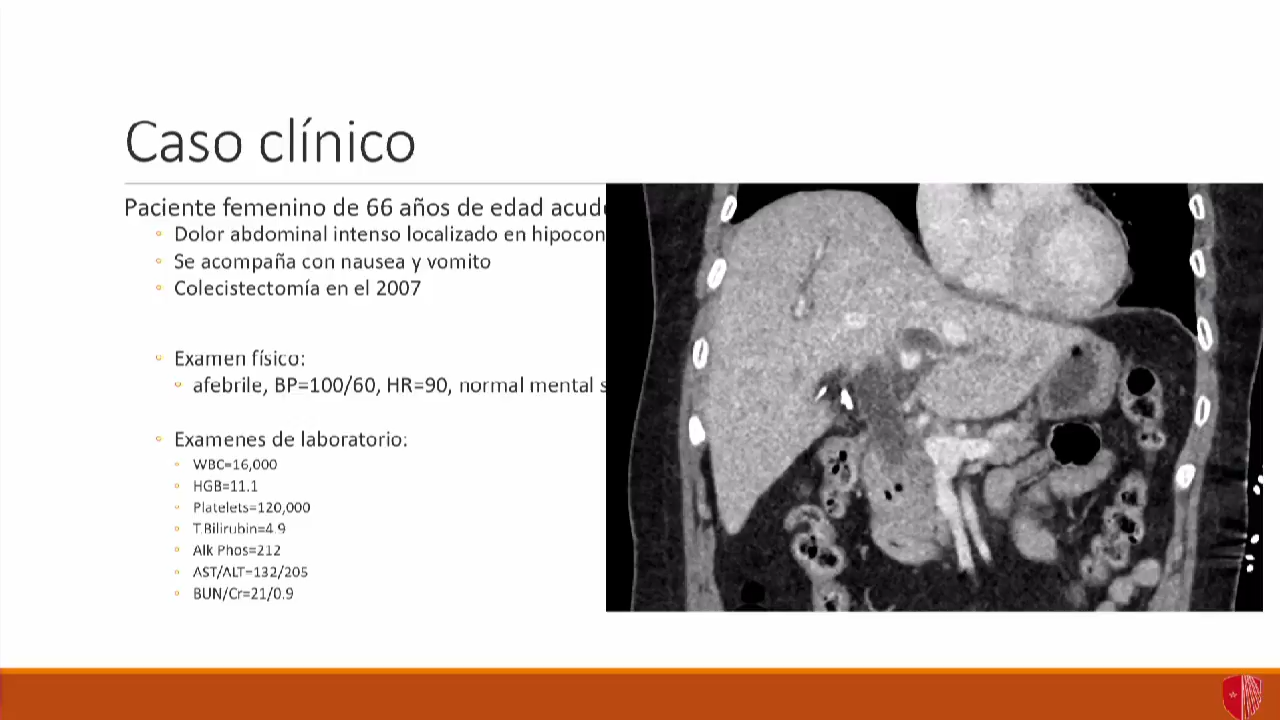 Caso clínico
Paciente femenino de 66 años de edad
Dolor abdominal intenso localizado en
Se acompaña con nausea y vomito
Colecistectomía en el 2007
Examen físico:
afebrile, BP=100/60, HR=90, normal mental
Examenes de laboratorio:
WBC=16,000
HGB=11.1
Platelets=120,000
T.Bilirubin=4.9
Alk Phos=212
AST/ALT=132/205
BUN/Cr=21/0.9